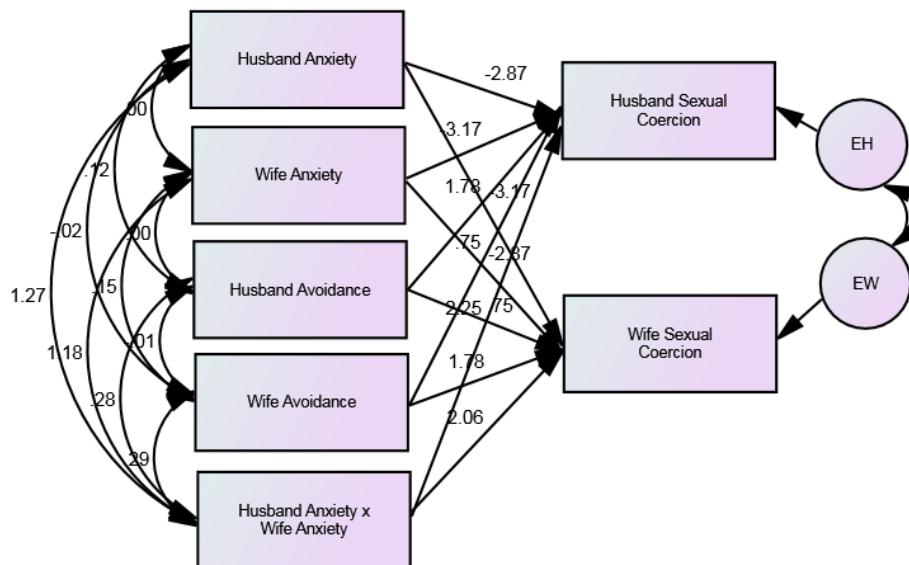 Husband Anxiety
Wife Anxiety
Husband Avoidance
Wife Avoidance
Husband Anxiety x
Wife Anxiety
Husband Sexual
Coercion
Wife Sexual
Coercion
EH
EW
.00
.12
-.02
.00
1.27
.15
.01
1.18
.28
.29
-2.87
-3.17
1.78
-3.17
.75
-2.87
2.25
.75
1.78
2.06